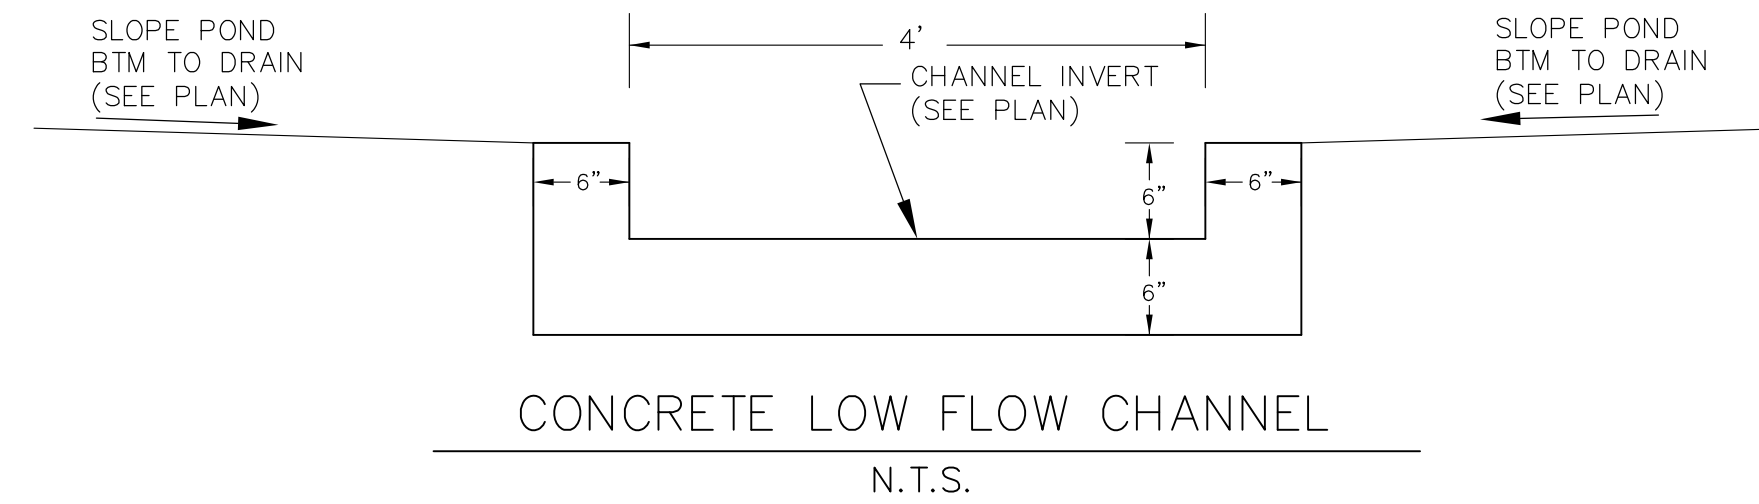 SLOPE POND
BTM TO DRAIN
(SEE PLAN)
4'
CHANNEL INVERT
(SEE PLAN)
SLOPE POND
BTM TO DRAIN
(SEE PLAN)
6"
6"
6"
6"
CONCRETE LOW FLOW CHANNEL
N.T.S.